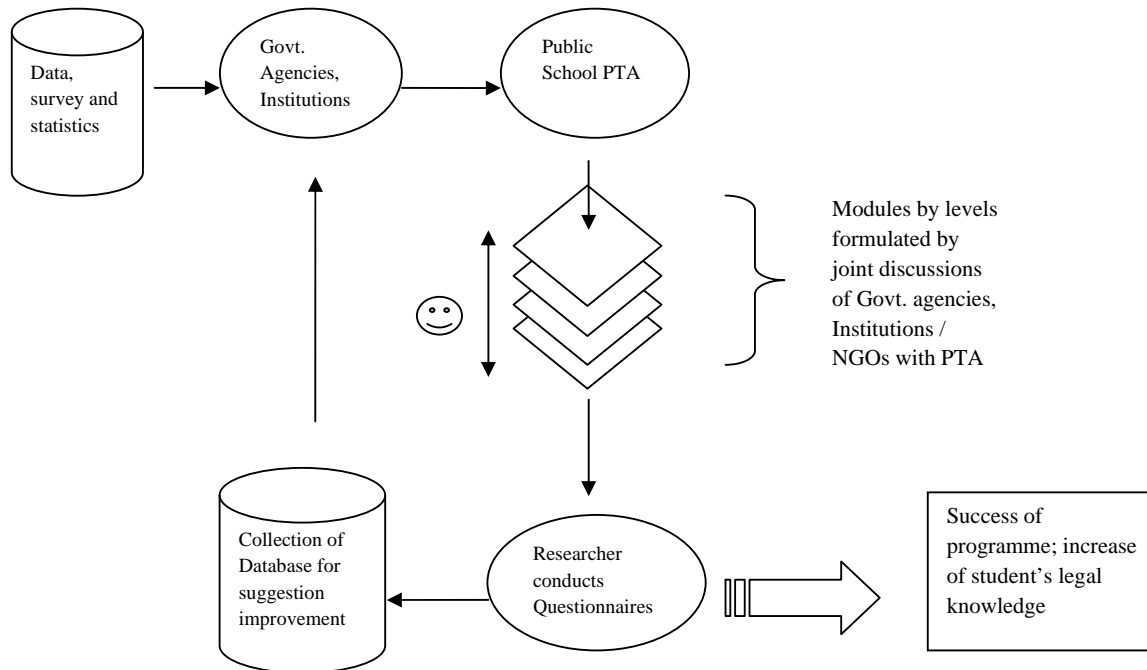 Data,
survey and
statistics
Govt.
Agencies,
Institutions
Public
School PTA
Modules by levels
formulated by
joint discussions
of Govt. agencies,
Institutions /
NGOs with PTA
Collection of
Database for
suggestion
improvement
Researcher
conducts
Questionnaires
Success of
programme; increase
of student’s legal
knowledge